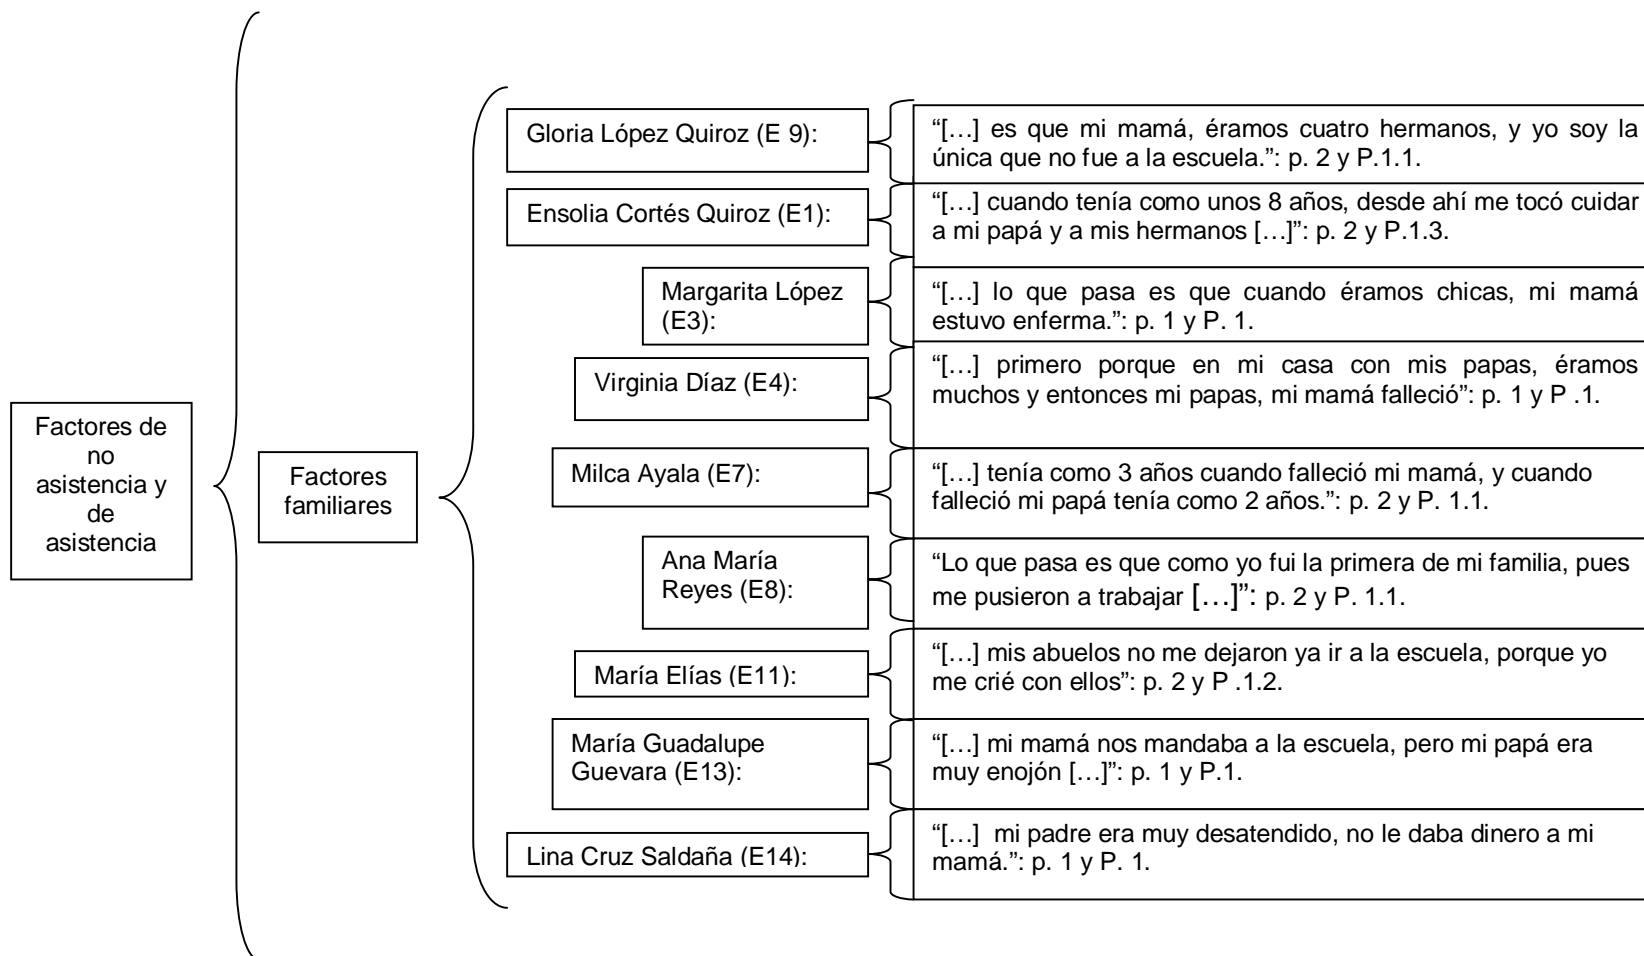 Factores de
no
asistencia y
de
asistencia
Factores
familiares
Gloria López Quiroz (E 9):
“[…] es que mi mamá, éramos cuatro hermanos, y yo soy la
única que no fue a la escuela.”: p. 2 y P.1.1.
Ensolia Cortés Quiroz (E1):
“[…] cuando tenía como unos 8 años, desde ahí me tocó cuidar
a mi papá y a mis hermanos […]”: p. 2 y P.1.3.
Margarita López
(E3):
“[…] lo que pasa es que cuando éramos chicas, mi mamá
estuvo enferma.”: p. 1 y P. 1.
Virginia Díaz (E4):
“[…] primero porque en mi casa con mis papas, éramos
muchos y entonces mi papas, mi mamá falleció”: p. 1 y P .1.
Milca Ayala (E7):
“[…] tenía como 3 años cuando falleció mi mamá, y cuando
falleció mi papá tenía como 2 años.”: p. 2 y P. 1.1.
Ana María
Reyes (E8):
“Lo que pasa es que como yo fui la primera de mi familia, pues
me pusieron a trabajar […]”: p. 2 y P. 1.1.
María Elías (E11):
“[…] mis abuelos no me dejaron ya ir a la escuela, porque yo
me crié con ellos”: p. 2 y P .1.2.
María Guadalupe
Guevara (E13):
“[…] mi mamá nos mandaba a la escuela, pero mi papá era
muy enojón […]”: p. 1 y P.1.
Lina Cruz Saldaña (E14):
“[…] mi padre era muy desatendido, no le daba dinero a mi
mamá.”: p. 1 y P. 1.